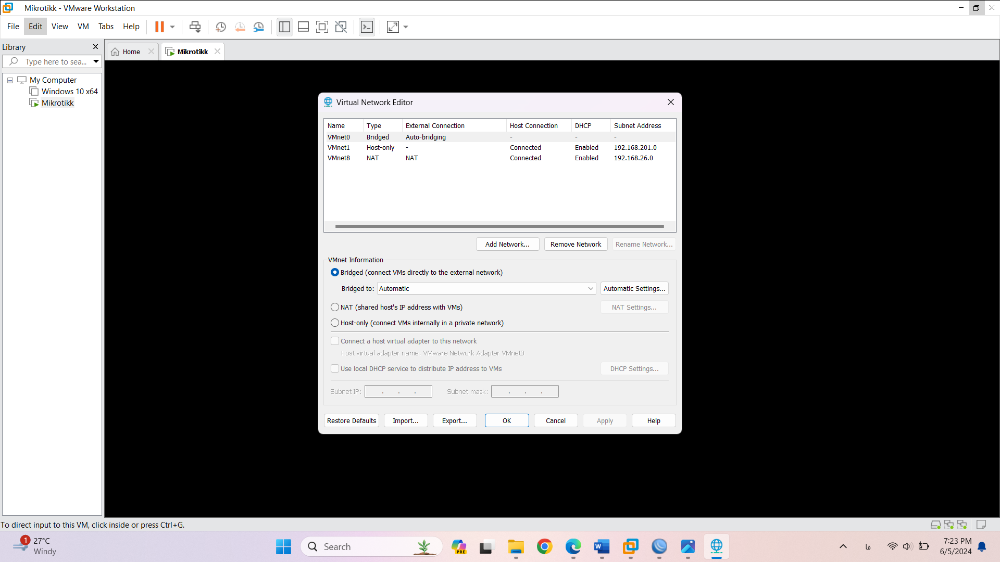 Mikrotikk - VMware Workstation
File Edit View VM Tabs Help
Library
Home
Mikrotikk
Type here to sea...
My Computer
Windows 10 x64
Mikrotikk
Virtual Network Editor
Name Type External Connection Host Connection DHCP Subnet Address
VMnet0 Bridged Auto-bridging - - -
VMnet1 Host-only - Connected Enabled 192.168.201.0
VMnet8 NAT NAT Connected Enabled 192.168.26.0
Add Network... Remove Network Rename Network...
VMnet Information
Bridged (connect VMs directly to the external network)
Bridged to: Automatic Automatic Settings...
NAT (shared host's IP address with VMs) NAT Settings...
Host-only (connect VMs internally in a private network)
Connect a host virtual adapter to this network
Host virtual adapter name: VMware Network Adapter VMnet0
Use local DHCP service to distribute IP address to VMs DHCP Settings...
Subnet IP: . . . Subnet mask: . . .
Restore Defaults Import... Export... OK Cancel Apply Help
To direct input to this VM, click inside or press Ctrl+G.
1
27°C
Windy
Search
PRE
فا
7:23 PM
6/5/2024